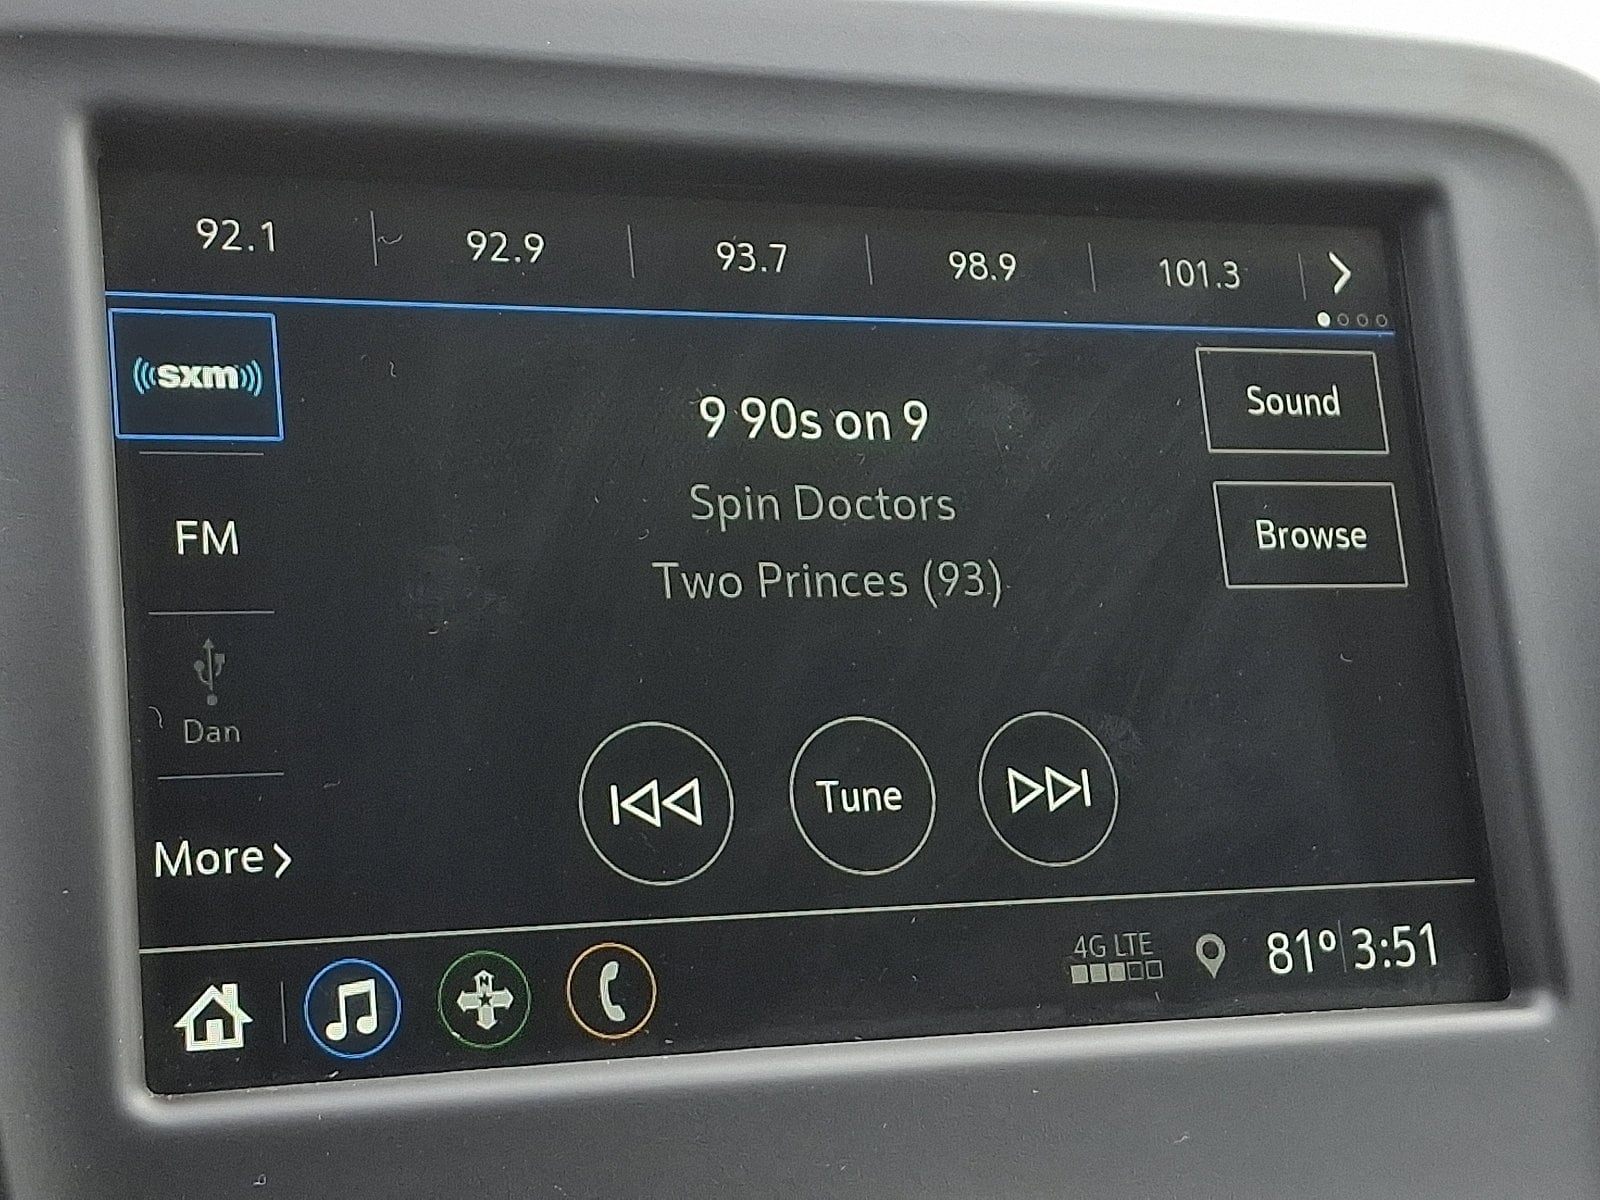 92.1 92.9 93.7 98.9 101.3
sxm
9 90s on 9
Sound
Spin Doctors
Browse
FM
Two Princes (93)
Dan
Tune
More
4G LTE
81° 3:51
N